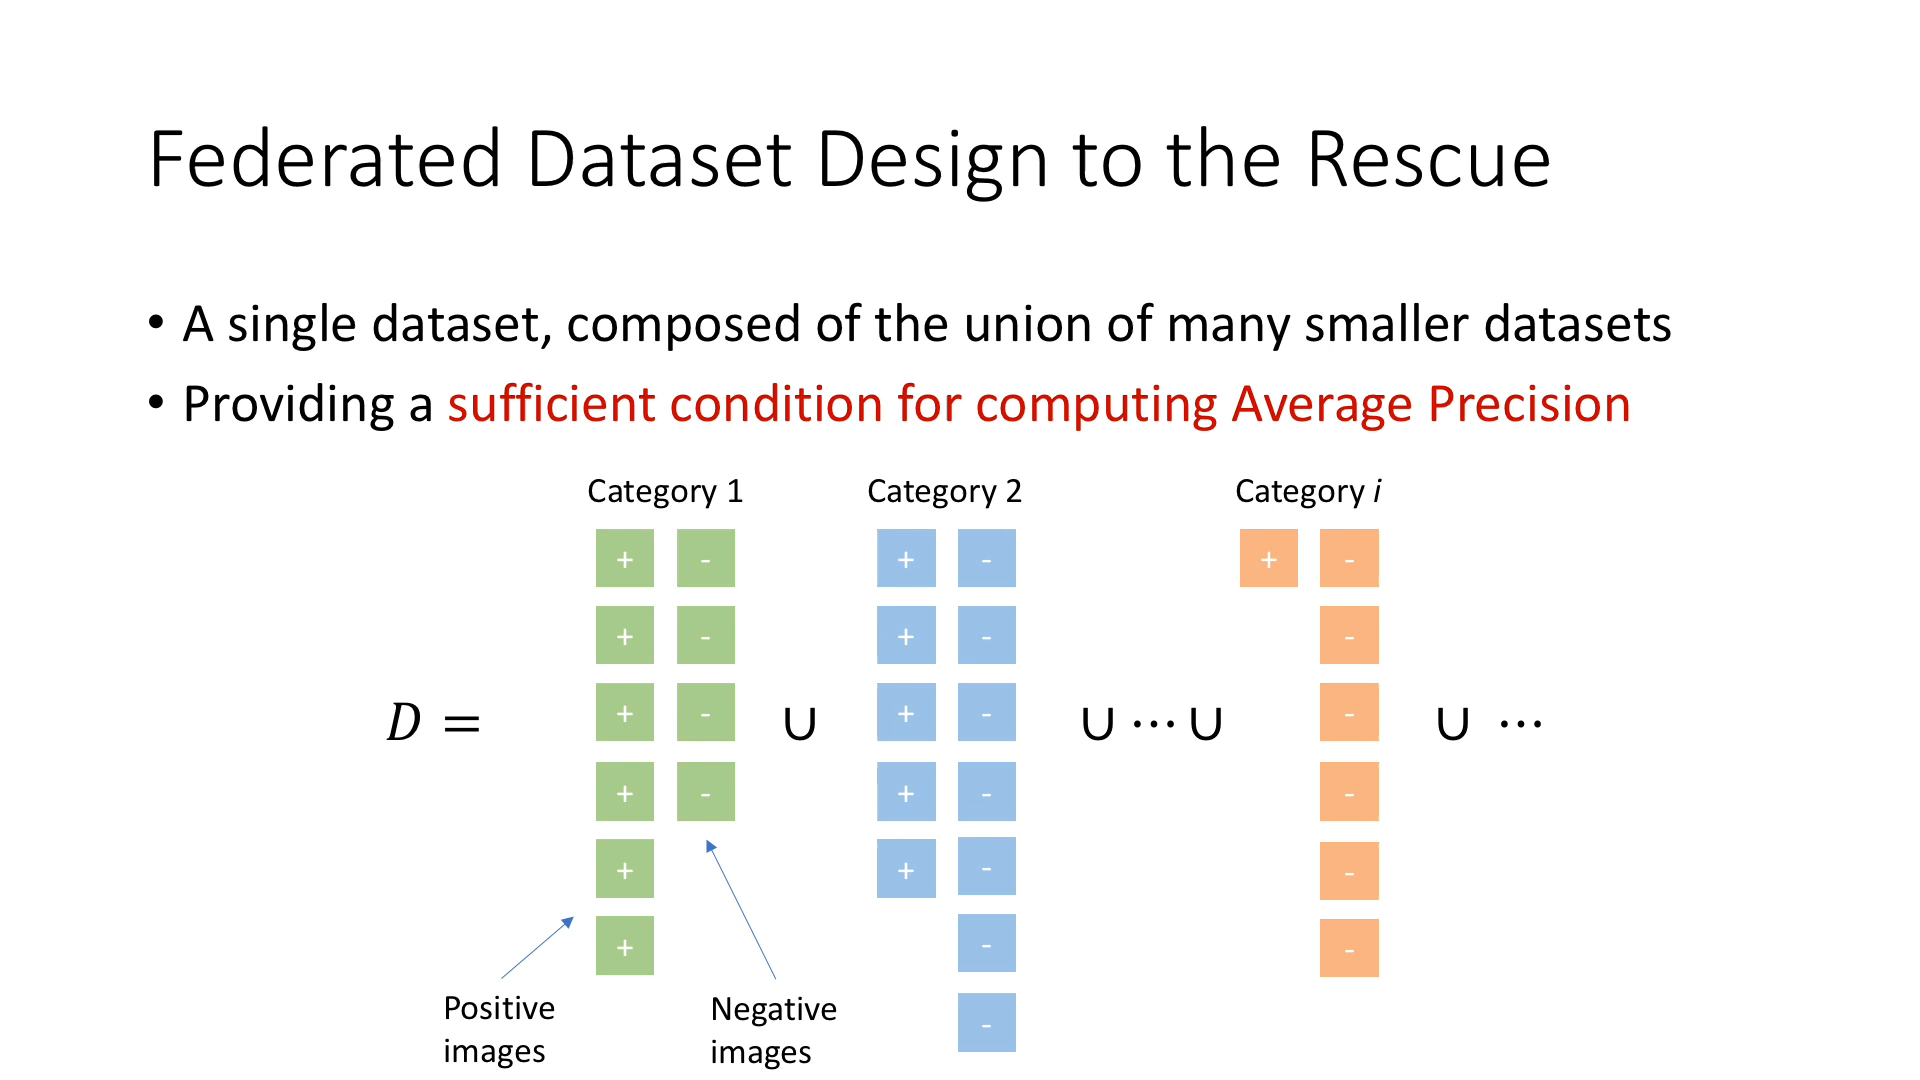 Federated Dataset Design to the Rescue
• A single dataset, composed of the union of many smaller datasets
• Providing a sufficient condition for computing Average Precision
Category 1 Category 2 Category i
+ - + - + -
+ - + - -
+ - + - -
D = ∪ ∪ ⋯ ∪ ∪ ⋯
+ - + - -
+ + - -
+ - -
-
Positive images
Negative images